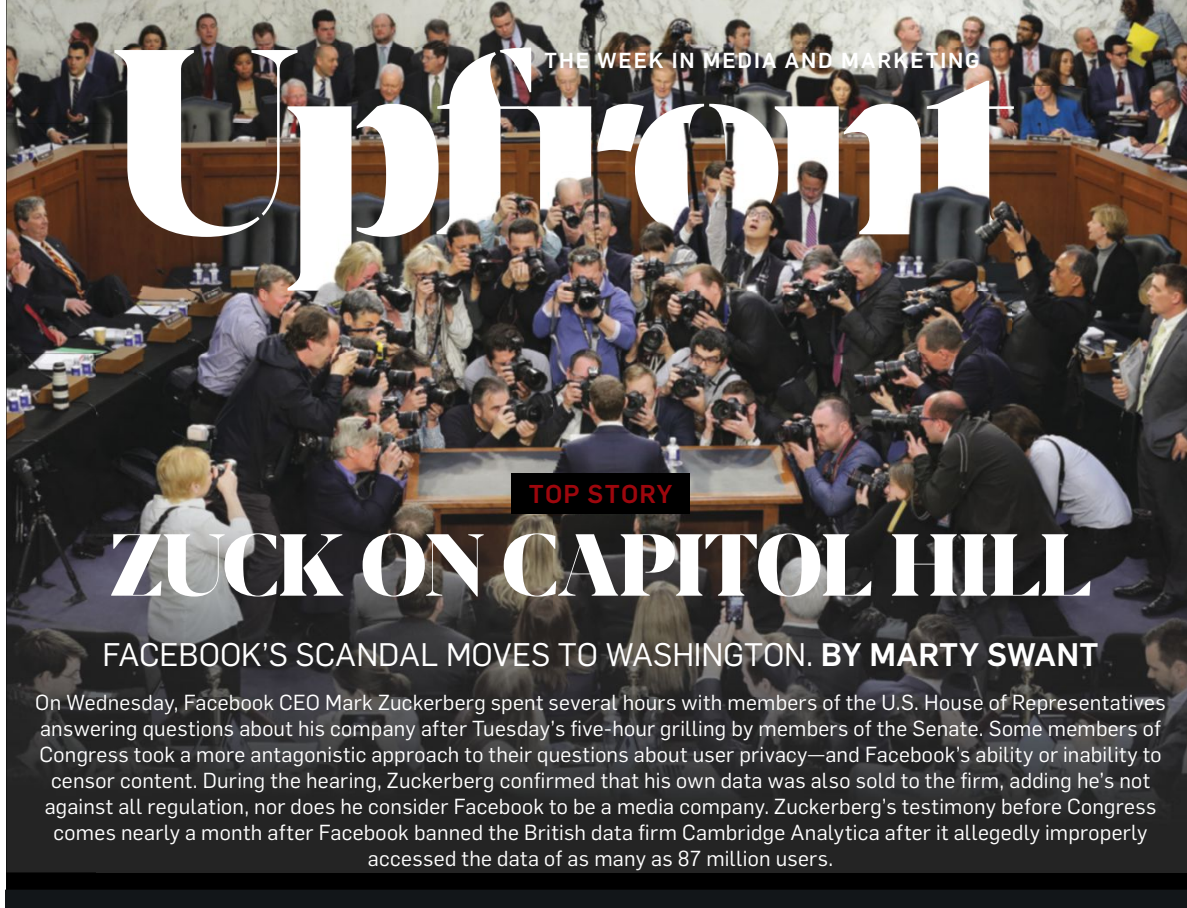 THE WEEK IN MEDIA AND MARKETING
Upfront
TOP STORY
ZUCK ON CAPITOL HILL
FACEBOOK’S SCANDAL MOVES TO WASHINGTON. BY MARTY SWANT
On Wednesday, Facebook CEO Mark Zuckerberg spent several hours with members of the U.S. House of Representatives
answering questions about his company after Tuesday’s five-hour grilling by members of the Senate. Some members of
Congress took a more antagonistic approach to their questions about user privacy—and Facebook’s ability or inability to
censor content. During the hearing, Zuckerberg confirmed that his own data was also sold to the firm, adding he’s not
against all regulation, nor does he consider Facebook to be a media company. Zuckerberg’s testimony before Congress
comes nearly a month after Facebook banned the British data firm Cambridge Analytica after it allegedly improperly
accessed the data of as many as 87 million users.